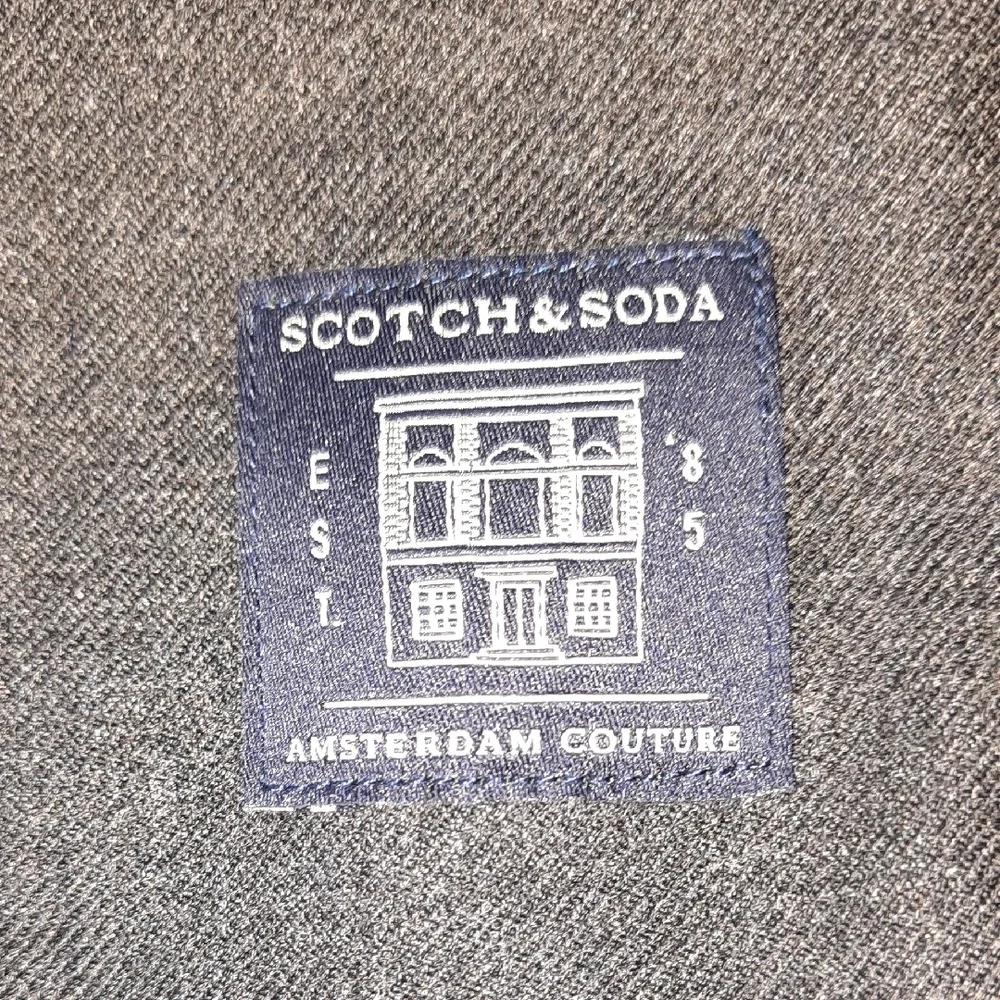 SCOTCH & SODA
EST
'85
AMSTERDAM COUTURE